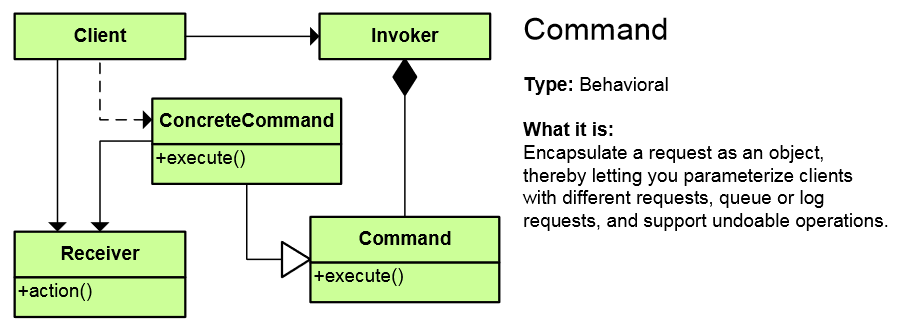 Client
Invoker
Command
Type: Behavioral
What it is:
Encapsulate a request as an object,
thereby letting you parameterize clients
with different requests, queue or log
requests, and support undoable operations.
ConcreteCommand
+execute()
Receiver
+action()
Command
+execute()